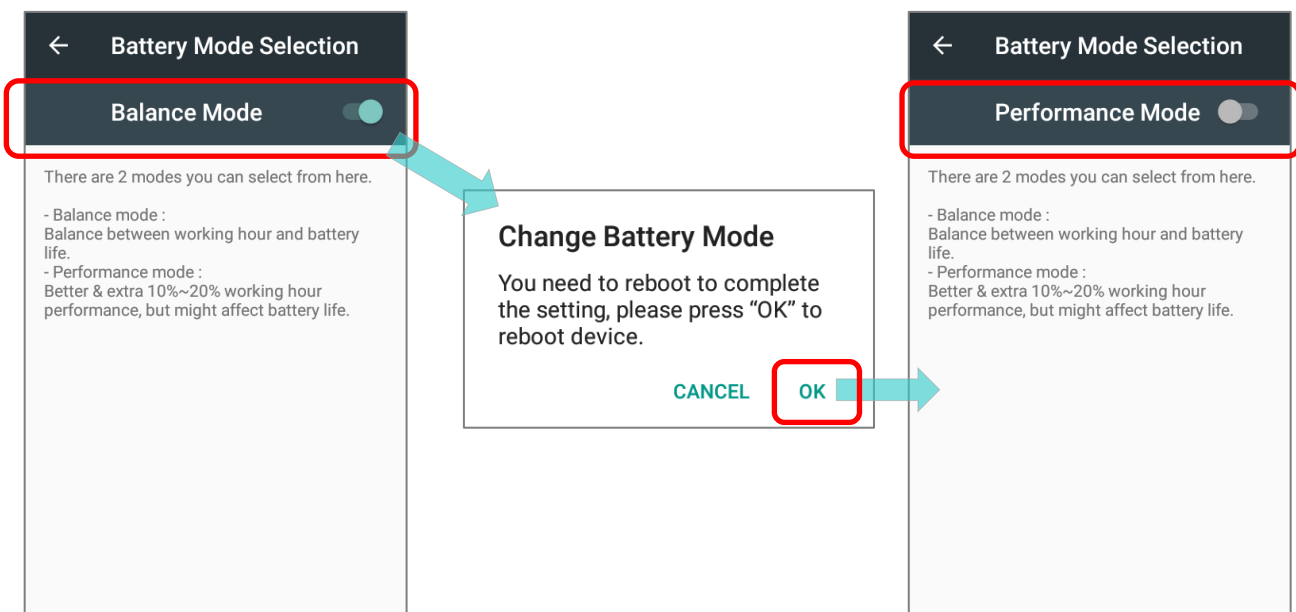 Battery Mode Selection
Balance Mode
There are 2 modes you can select from here.
- Balance mode :
Balance between working hour and battery
life.
- Performance mode :
Better & extra 10%~20% working hour
performance, but might affect battery life.
Change Battery Mode
You need to reboot to complete
the setting, please press “OK” to
reboot device.
CANCEL OK
Battery Mode Selection
Performance Mode
There are 2 modes you can select from here.
- Balance mode :
Balance between working hour and battery
life.
- Performance mode :
Better & extra 10%~20% working hour
performance, but might affect battery life.